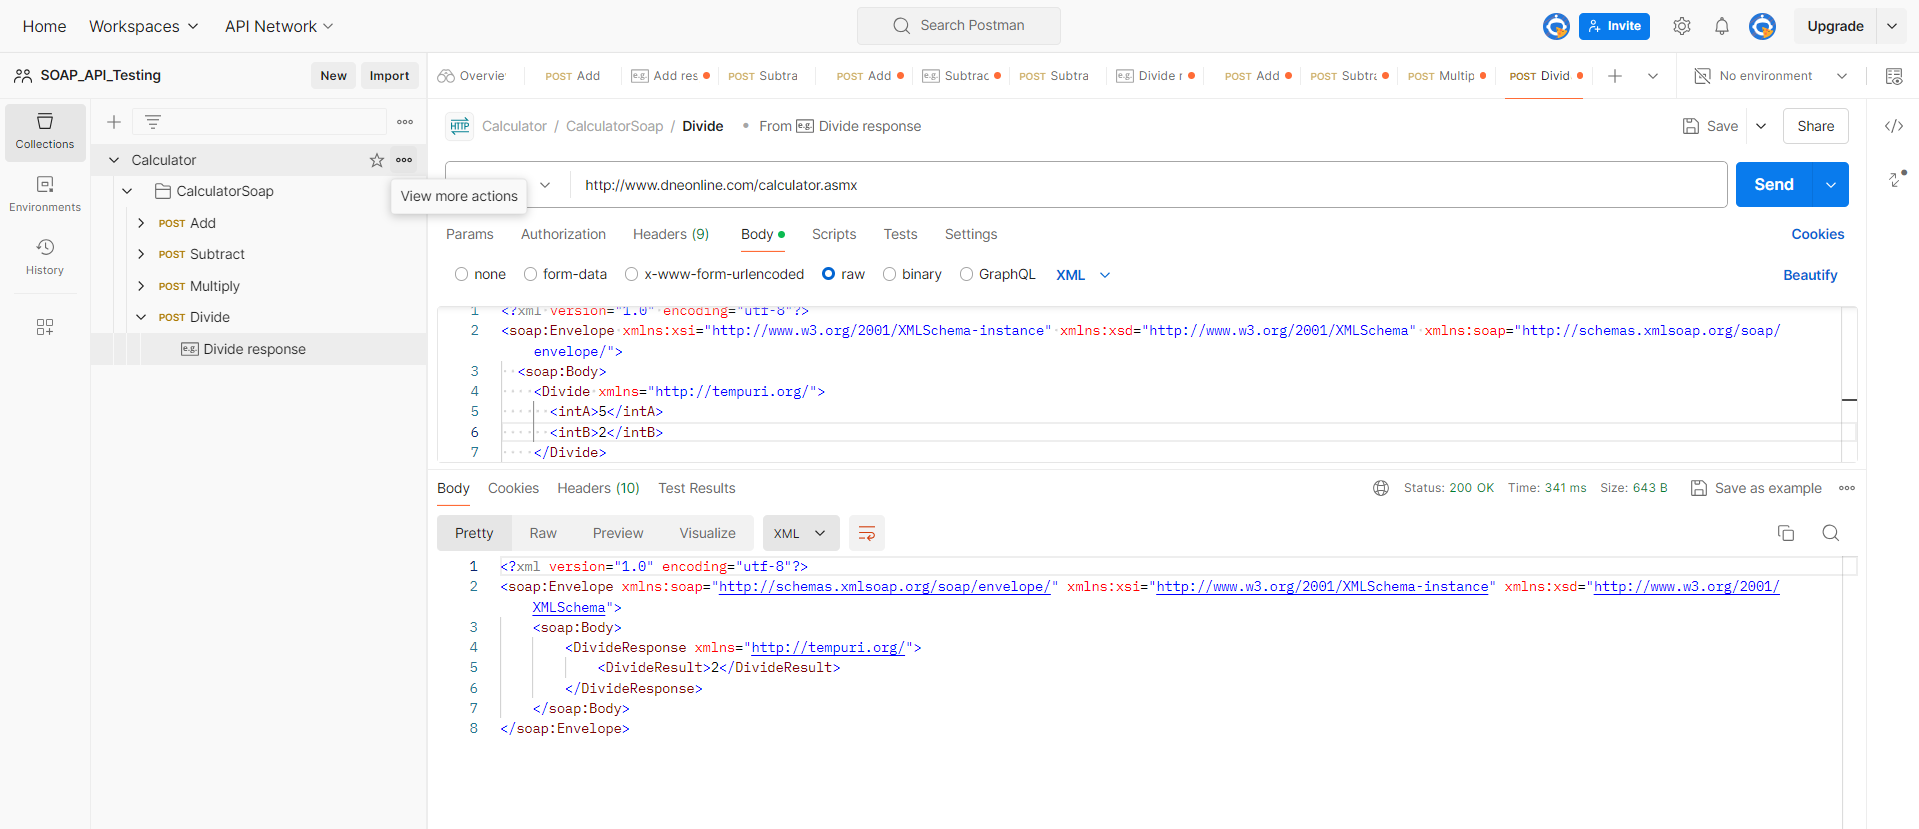 Home Workspaces API Network Search Postman Invite Upgrade
SOAP_API_Testing New Import Overvie POST Add e.g. Add res POST Subtra POST Add e.g. Subtrac POST Subtra e.g. Divide r POST Add POST Subtra POST Multip POST Divid No environment
Collections
Environments
History
Calculator
CalculatorSoap
POST Add
POST Subtract
POST Multiply
POST Divide
e.g. Divide response
View more actions
HTTP Calculator / CalculatorSoap / Divide • From e.g. Divide response Save Share
http://www.dneonline.com/calculator.asmx Send
Params Authorization Headers (9) Body Scripts Tests Settings Cookies
none form-data x-www-form-urlencoded raw binary GraphQL XML Beautify
1 <?xml version="1.0" encoding="utf-8"?>
2 <soap:Envelope xmlns:xsi="http://www.w3.org/2001/XMLSchema-instance" xmlns:xsd="http://www.w3.org/2001/XMLSchema" xmlns:soap="http://schemas.xmlsoap.org/soap/
envelope/">
3 <soap:Body>
4 <Divide xmlns="http://tempuri.org/">
5 <intA>5</intA>
6 <intB>2</intB>
7 </Divide>
Body Cookies Headers (10) Test Results Status: 200 OK Time: 341 ms Size: 643 B Save as example
Pretty Raw Preview Visualize XML
1 <?xml version="1.0" encoding="utf-8"?>
2 <soap:Envelope xmlns:soap="http://schemas.xmlsoap.org/soap/envelope/" xmlns:xsi="http://www.w3.org/2001/XMLSchema-instance" xmlns:xsd="http://www.w3.org/2001/
XMLSchema">
3 <soap:Body>
4 <DivideResponse xmlns="http://tempuri.org/">
5 <DivideResult>2</DivideResult>
6 </DivideResponse>
7 </soap:Body>
8 </soap:Envelope>